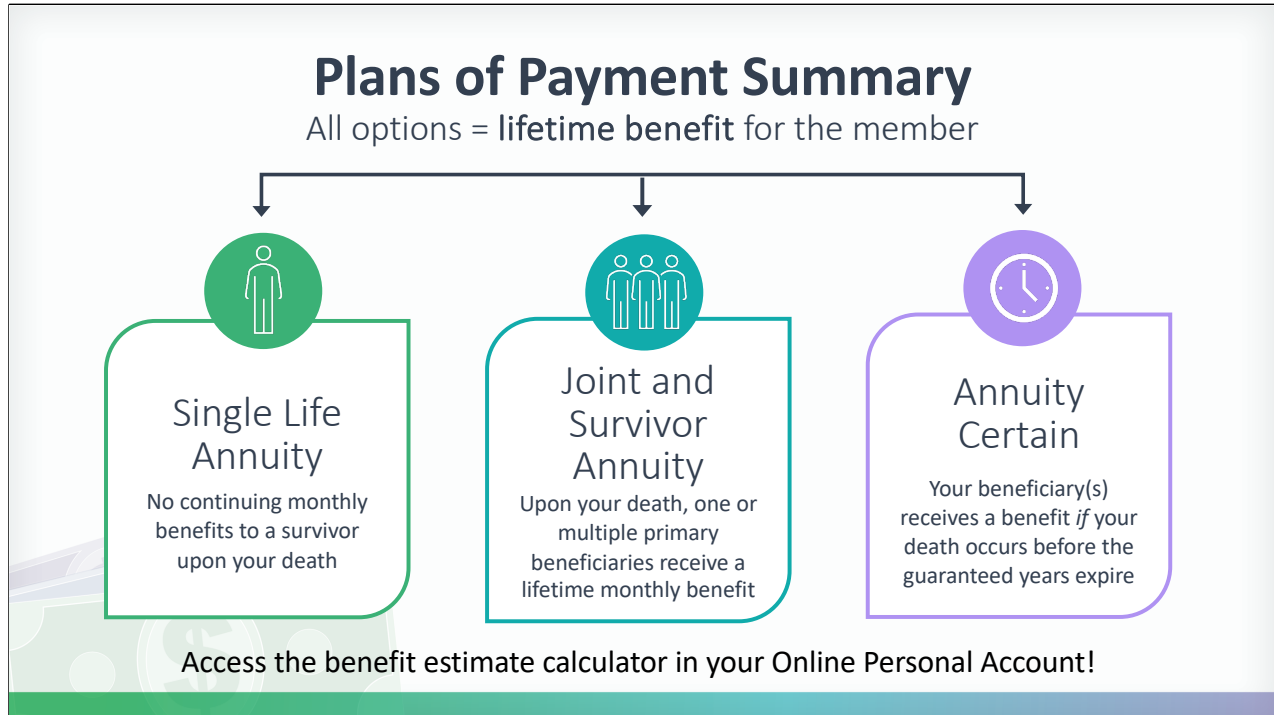 Plans of Payment Summary
All options = lifetime benefit for the member
Single Life
Annuity
No continuing monthly
benefits to a survivor
upon your death
Joint and
Survivor
Annuity
Upon your death, one or
multiple primary
beneficiaries receive a
lifetime monthly benefit
Annuity
Certain
Your beneficiary(s)
receives a benefit if your
death occurs before the
guaranteed years expire
Access the benefit estimate calculator in your Online Personal Account!